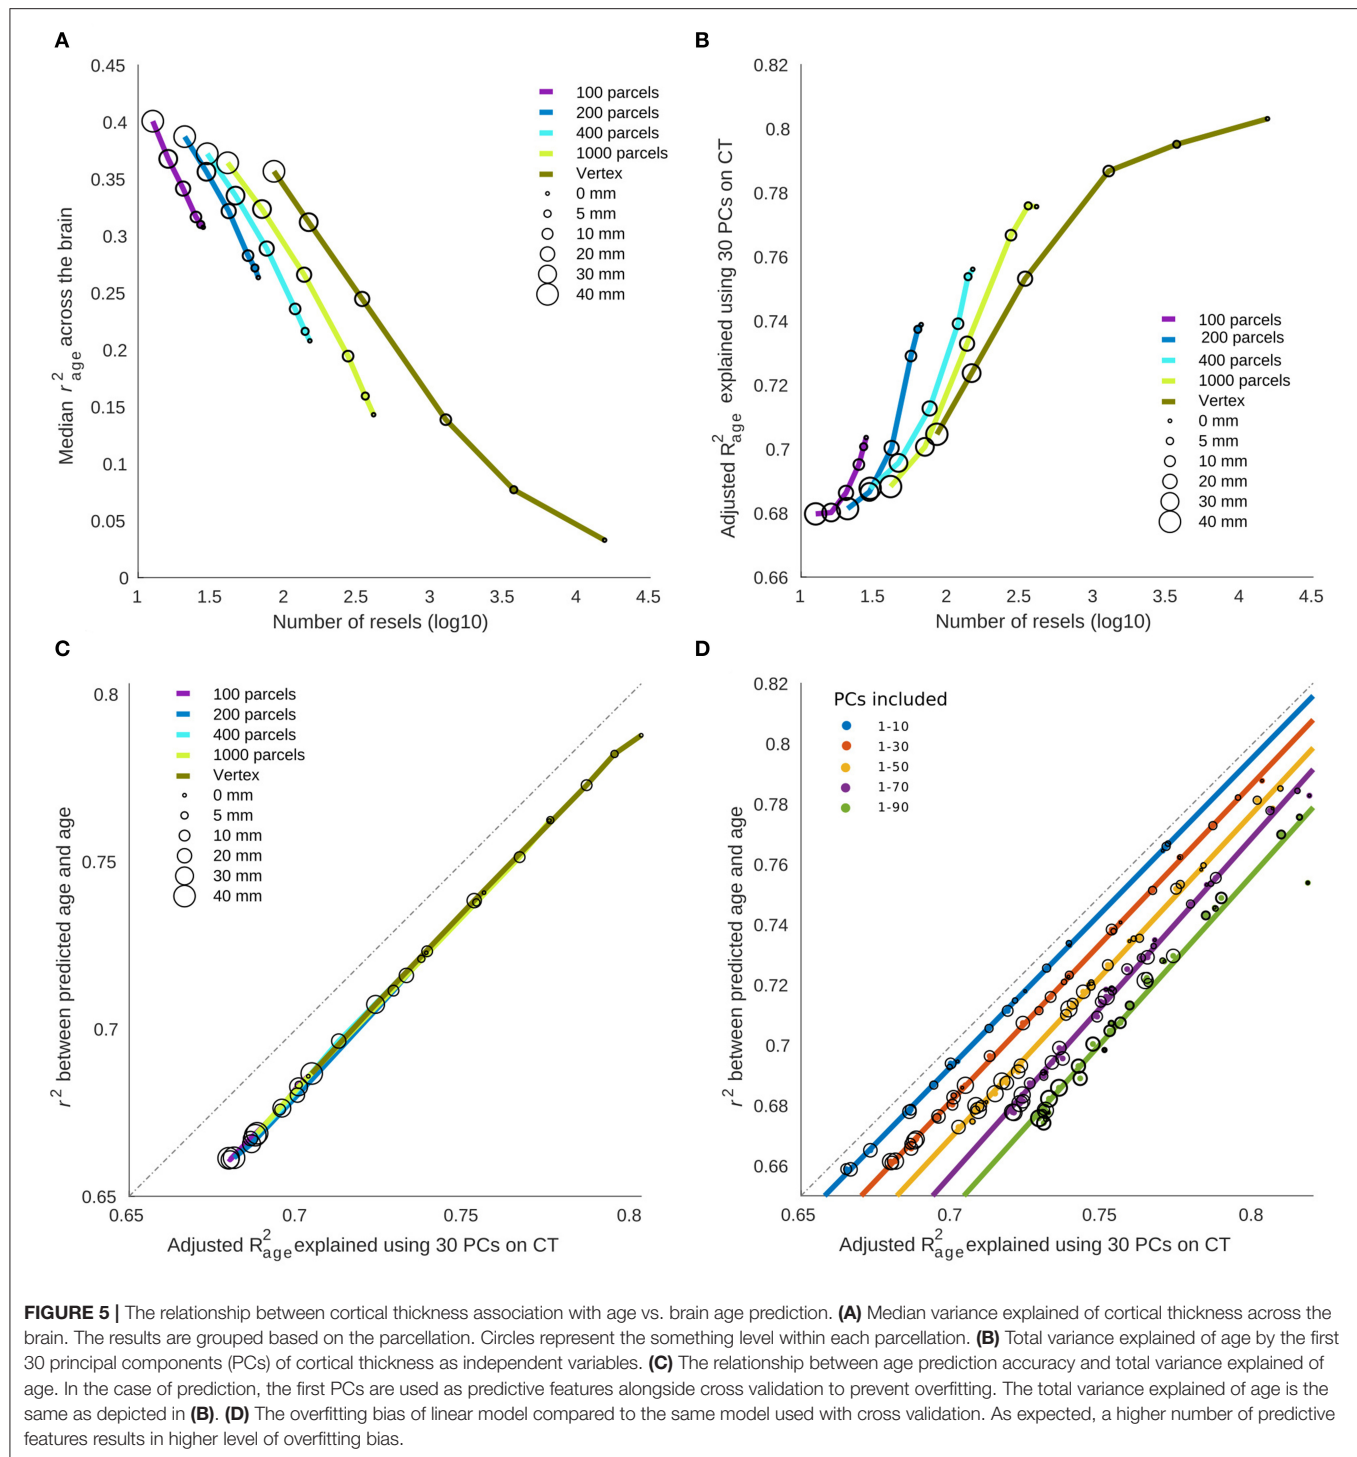 A
0.45
0.4
0.35
0.3
0.25
0.2
0.15
0.1
0.05
0
1
1.5
2
2.5
3
3.5
4
4.5
Median r²age across the brain
Number of resels (log10)
100 parcels
200 parcels
400 parcels
1000 parcels
Vertex
0 mm
5 mm
10 mm
20 mm
30 mm
40 mm
B
0.82
0.8
0.78
0.76
0.74
0.72
0.7
0.68
0.66
1
1.5
2
2.5
3
3.5
4
4.5
Adjusted R²age explained using 30 PCs on CT
Number of resels (log10)
100 parcels
200 parcels
400 parcels
1000 parcels
Vertex
0 mm
5 mm
10 mm
20 mm
30 mm
40 mm
C
0.8
0.75
0.7
0.65
0.65
0.7
0.75
0.8
r² between predicted age and age
Adjusted R²age explained using 30 PCs on CT
100 parcels
200 parcels
400 parcels
1000 parcels
Vertex
0 mm
5 mm
10 mm
20 mm
30 mm
40 mm
D
0.82
0.8
0.78
0.76
0.74
0.72
0.7
0.68
0.66
0.65
0.7
0.75
0.8
r² between predicted age and age
Adjusted R²age explained using 30 PCs on CT
PCs included
1-10
1-30
1-50
1-70
1-90
FIGURE 5 | The relationship between cortical thickness association with age vs. brain age prediction. (A) Median variance explained of cortical thickness across the
brain. The results are grouped based on the parcellation. Circles represent the something level within each parcellation. (B) Total variance explained of age by the first
30 principal components (PCs) of cortical thickness as independent variables. (C) The relationship between age prediction accuracy and total variance explained of
age. In the case of prediction, the first PCs are used as predictive features alongside cross validation to prevent overfitting. The total variance explained of age is the
same as depicted in (B). (D) The overfitting bias of linear model compared to the same model used with cross validation. As expected, a higher number of predictive
features results in higher level of overfitting bias.